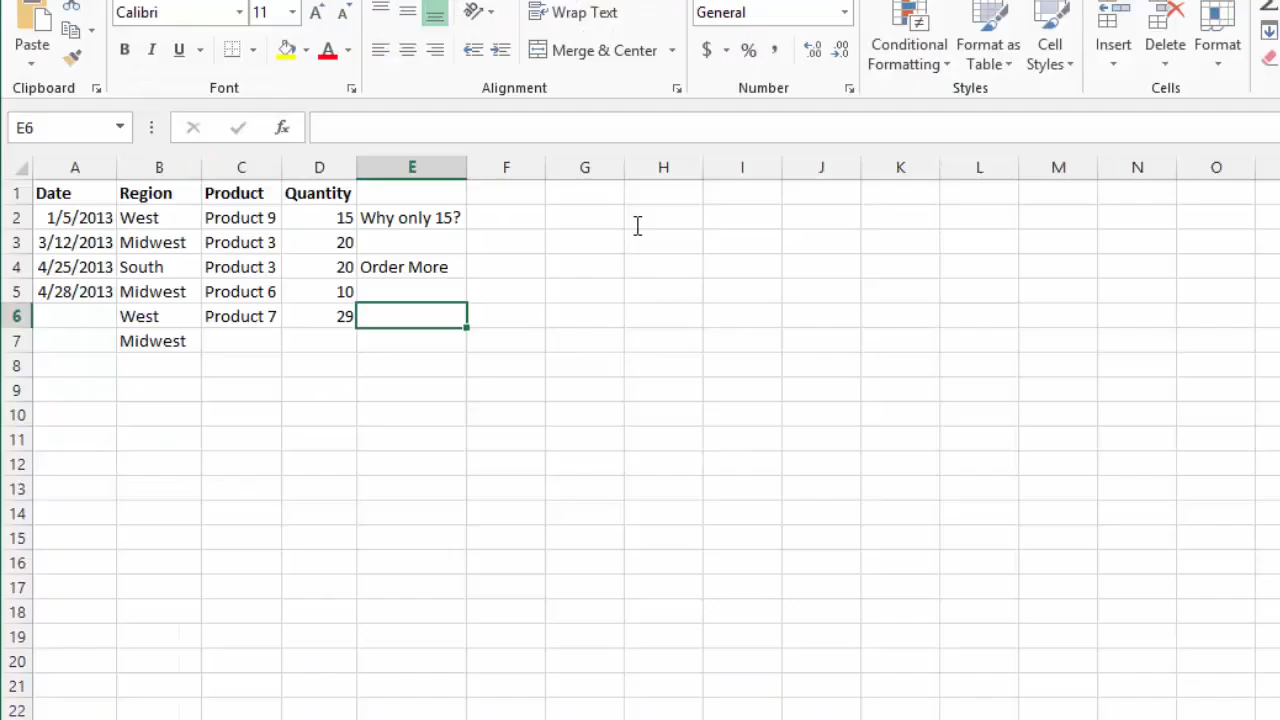 Calibri 11 A A Wrap Text General
Paste B I U A Merge & Center $ % , .00 Conditional Formatting Format as Table Cell Styles Insert Delete Format
Clipboard Font Alignment Number Styles Cells
E6 fx
A B C D E F G H I J K L M N O
1 Date Region Product Quantity
2 1/5/2013 West Product 9 15 Why only 15?
3 3/12/2013 Midwest Product 3 20
4 4/25/2013 South Product 3 20 Order More
5 4/28/2013 Midwest Product 6 10
6 West Product 7 29
7 Midwest
8
9
10
11
12
13
14
15
16
17
18
19
20
21
22